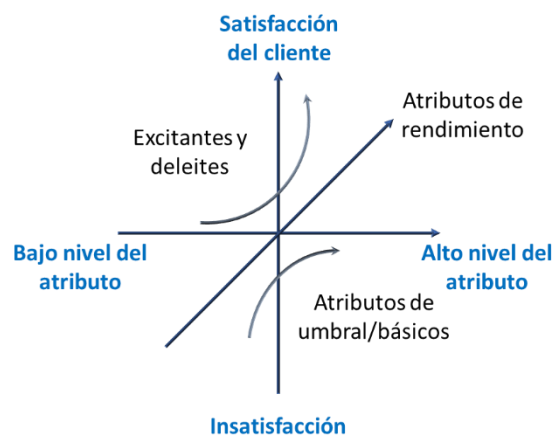 Satisfacción
del cliente
Atributos de
rendimiento
Excitantes y
deleites
Bajo nivel del
atributo
Alto nivel del
atributo
Atributos de
umbral/básicos
Insatisfacción